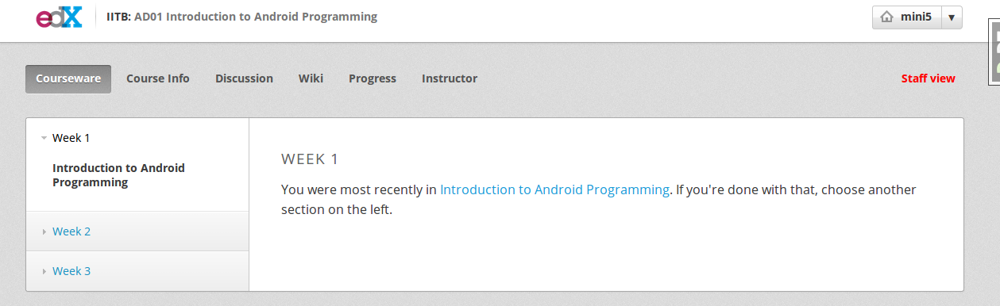 edX
IITB: AD01 Introduction to Android Programming
mini5
Courseware
Course Info
Discussion
Wiki
Progress
Instructor
Staff view
Week 1
Introduction to Android
Programming
Week 2
Week 3
WEEK 1
You were most recently in Introduction to Android Programming. If you're done with that, choose another
section on the left.